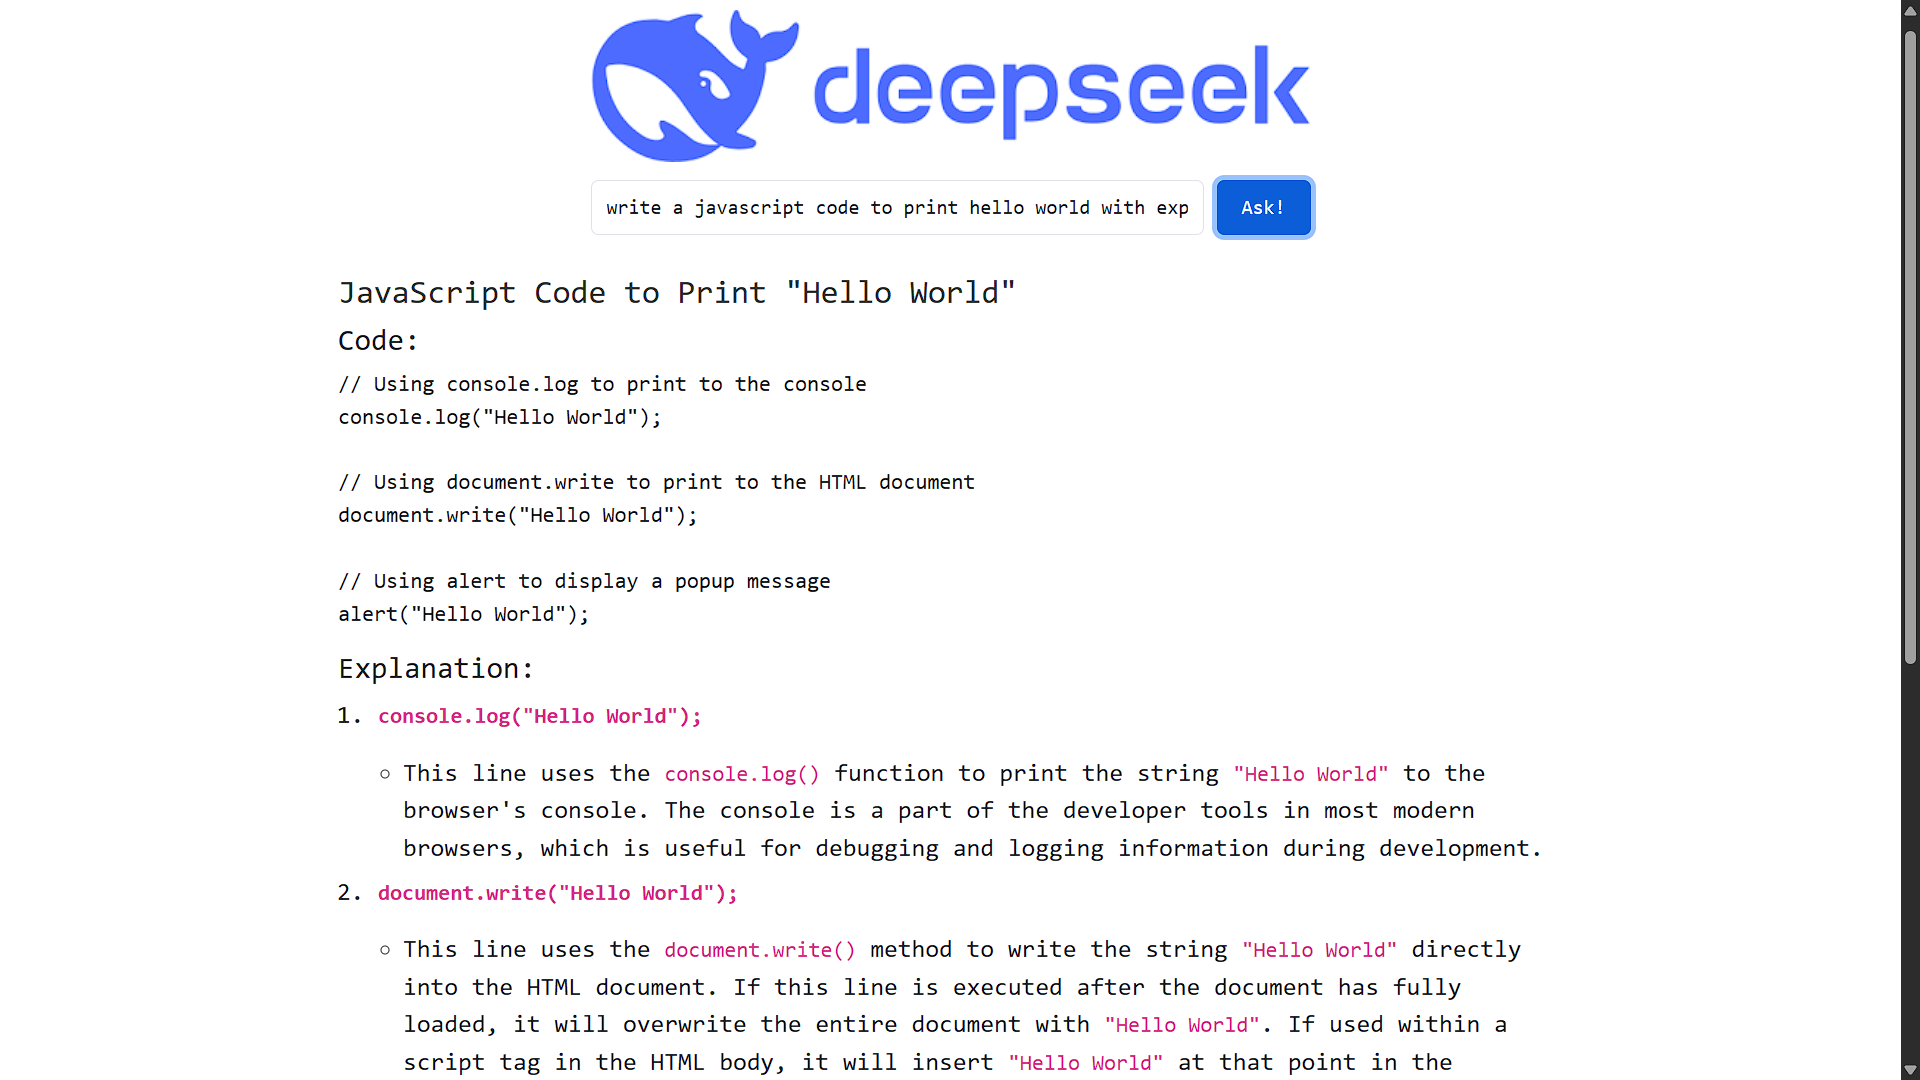 deepseek
write a javascript code to print hello world with exp
Ask!
JavaScript Code to Print "Hello World"
Code:
// Using console.log to print to the console
console.log("Hello World");
// Using document.write to print to the HTML document
document.write("Hello World");
// Using alert to display a popup message
alert("Hello World");
Explanation:
1. console.log("Hello World");
This line uses the console.log() function to print the string "Hello World" to the
browser's console. The console is a part of the developer tools in most modern
browsers, which is useful for debugging and logging information during development.
2. document.write("Hello World");
This line uses the document.write() method to write the string "Hello World" directly
into the HTML document. If this line is executed after the document has fully
loaded, it will overwrite the entire document with "Hello World". If used within a
script tag in the HTML body, it will insert "Hello World" at that point in the